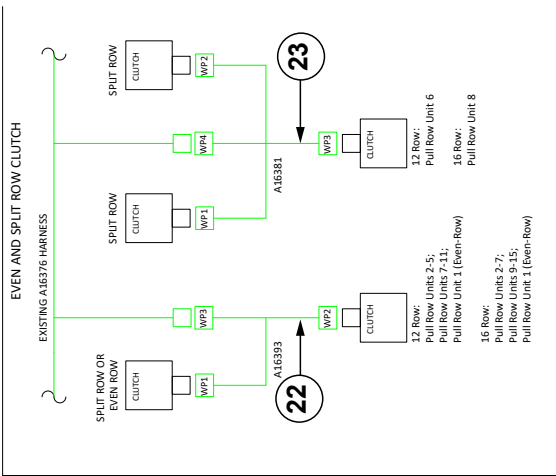 EVEN AND SPLIT ROW CLUTCH
EXISTING A16376 HARNESS
SPLIT ROW OR
EVEN ROW
CLUTCH
WP1
WP3
A16393
22
WP2
CLUTCH
12 Row:
Pull Row Units 2-5;
Pull Row Units 7-11;
Pull Row Unit 1 (Even-Row)
16 Row:
Pull Row Units 2-7;
Pull Row Units 9-15;
Pull Row Unit 1 (Even-Row)
SPLIT ROW
CLUTCH
WP1
WP4
SPLIT ROW
CLUTCH
WP2
A16381
23
WP3
CLUTCH
12 Row:
Pull Row Unit 6
16 Row:
Pull Row Unit 8